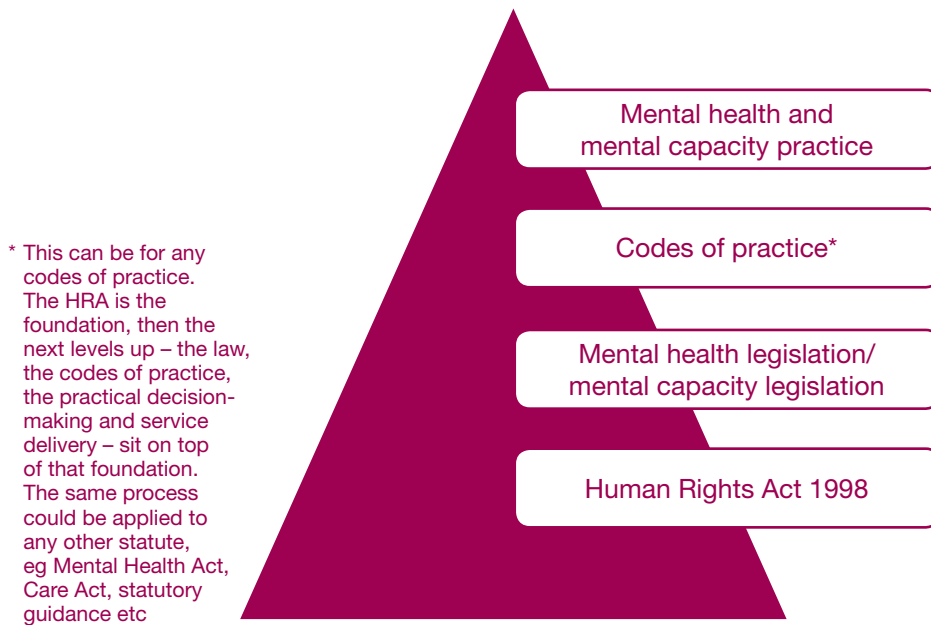 Mental health and
mental capacity practice
Codes of practice*
Mental health legislation/
mental capacity legislation
Human Rights Act 1998
* This can be for any
codes of practice.
The HRA is the
foundation, then the
next levels up – the law,
the codes of practice,
the practical decision-
making and service
delivery – sit on top
of that foundation.
The same process
could be applied to
any other statute,
eg Mental Health Act,
Care Act, statutory
guidance etc